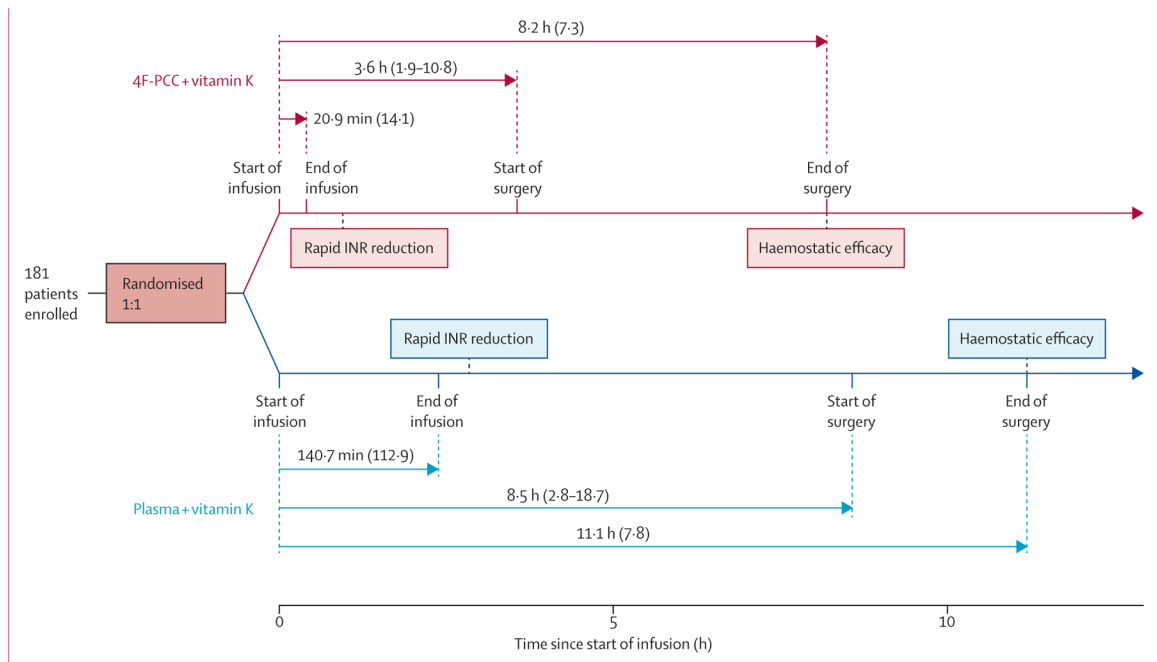 8·2 h (7·3)
4F-PCC + vitamin K
3·6 h (1·9–10·8)
20·9 min (14·1)
Start of
infusion
End of
infusion
Start of
surgery
End of
surgery
Rapid INR reduction
Haemostatic efficacy
181
patients
enrolled
Randomised
1:1
Rapid INR reduction
Haemostatic efficacy
Start of
infusion
End of
infusion
Start of
surgery
End of
surgery
140·7 min (112·9)
Plasma + vitamin K
8·5 h (2·8–18·7)
11·1 h (7·8)
0
5
10
Time since start of infusion (h)